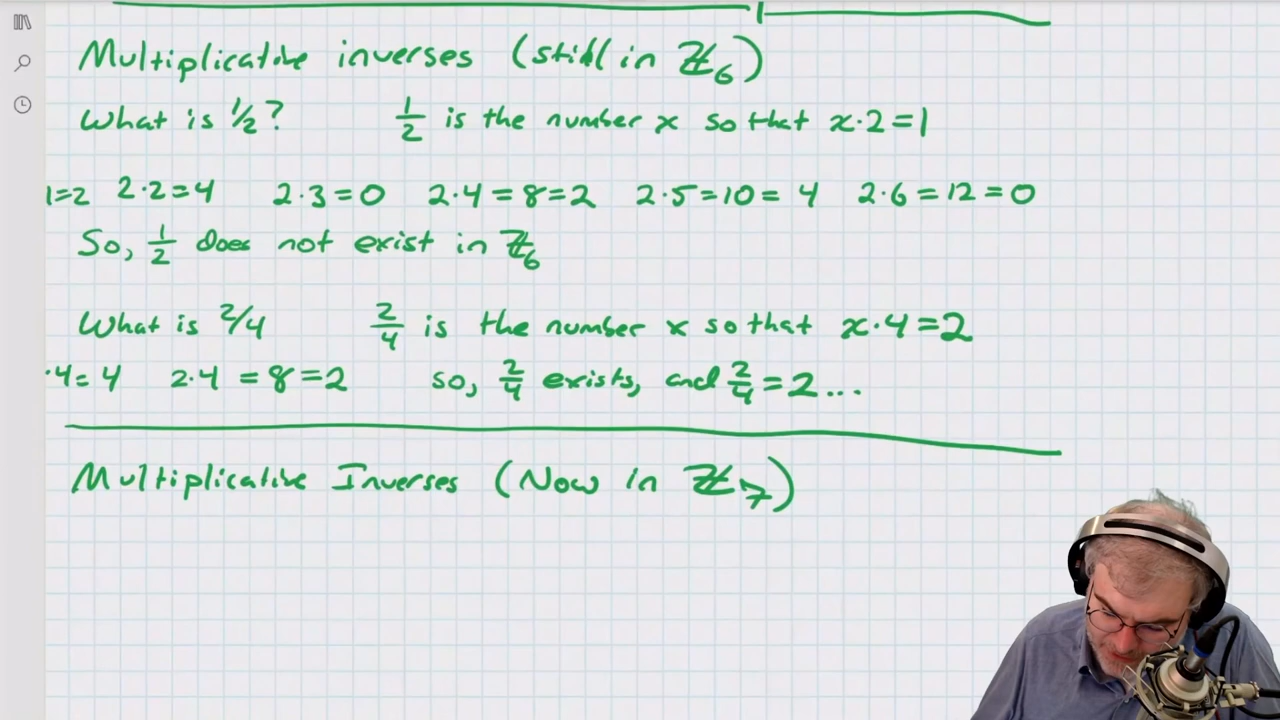 Multiplicative inverses (still in ℤ₆)
What is 1/2? 1/2 is the number x so that x·2=1
1=2 2·2=4 2·3=0 2·4=8=2 2·5=10=4 2·6=12=0
So, 1/2 does not exist in ℤ₆
What is 2/4 2/4 is the number x so that x·4=2
·4=4 2·4=8=2 so, 2/4 exists, and 2/4=2...
Multiplicative Inverses (Now in ℤ₇)